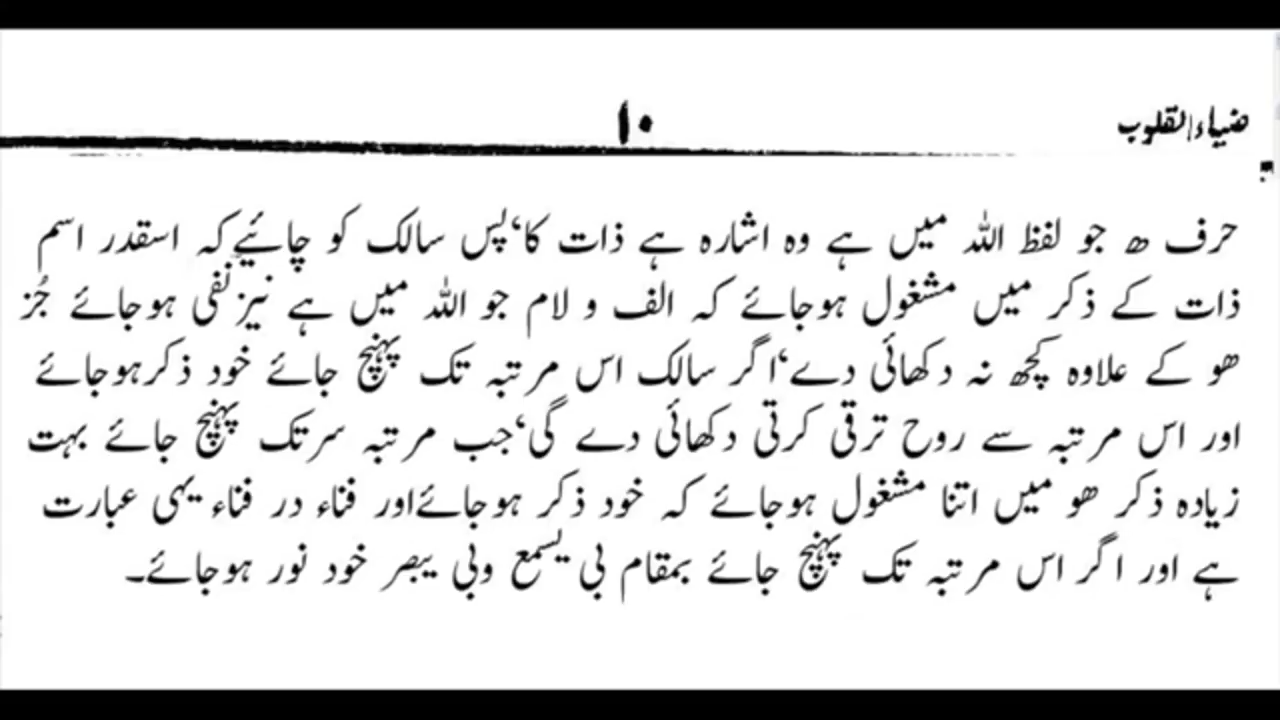 ضیاء القلوب
۱۰
حرف ھ جو لفظ اللہ میں ہے وہ اشارہ ہے ذات کا‘پس سالک کو چاہئیے کہ اسقدر اسم
ذات کے ذکر میں مشغول ہوجائے کہ الف و لام جو اللہ میں ہے نیز نفی ہوجائے جُز
ھو کے علاوہ کچھ نہ دکھائی دے‘اگر سالک اس مرتبہ تک پہنچ جائے خود ذکر ہوجائے
اور اس مرتبہ سے روح ترقی کرتی دکھائی دے گی‘جب مرتبہ سر تک پہنچ جائے بہت
زیادہ ذکر ھو میں اتنا مشغول ہوجائے کہ خود ذکر ہوجائےاور فناء در فناء یہی عبارت
ہے اور اگر اس مرتبہ تک پہنچ جائے بمقام بی یسمع وبی یبصر خود نور ہوجائے۔